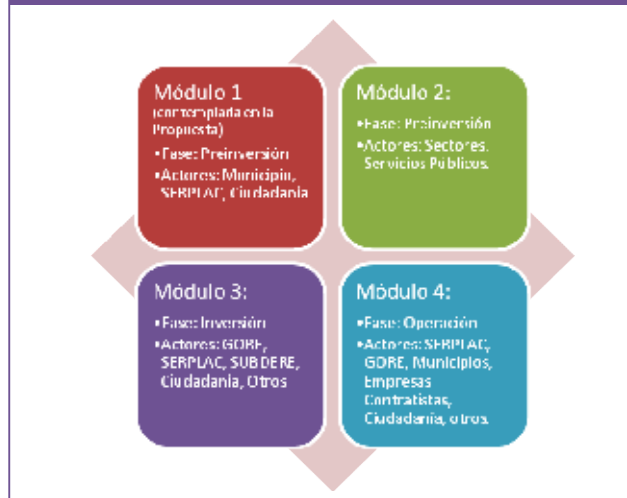 Módulo 1
(contemplada en la
Propuesta)
•Fase: Preinversión
•Actores: Municipio,
SERPLAC, Ciudadanía
Módulo 2:
•Fase: Preinversión
•Actores: Sectores.
Servicios Públicos.
Módulo 3:
•Fase: Inversión
•Actores: GORE,
SERPLAC, SUBDERE,
Ciudadanía, Otros
Módulo 4:
•Fase: Operación
•Actores: SERPLAC,
GORE, Municipios,
Empresas
Contratistas,
Ciudadanía, otros.